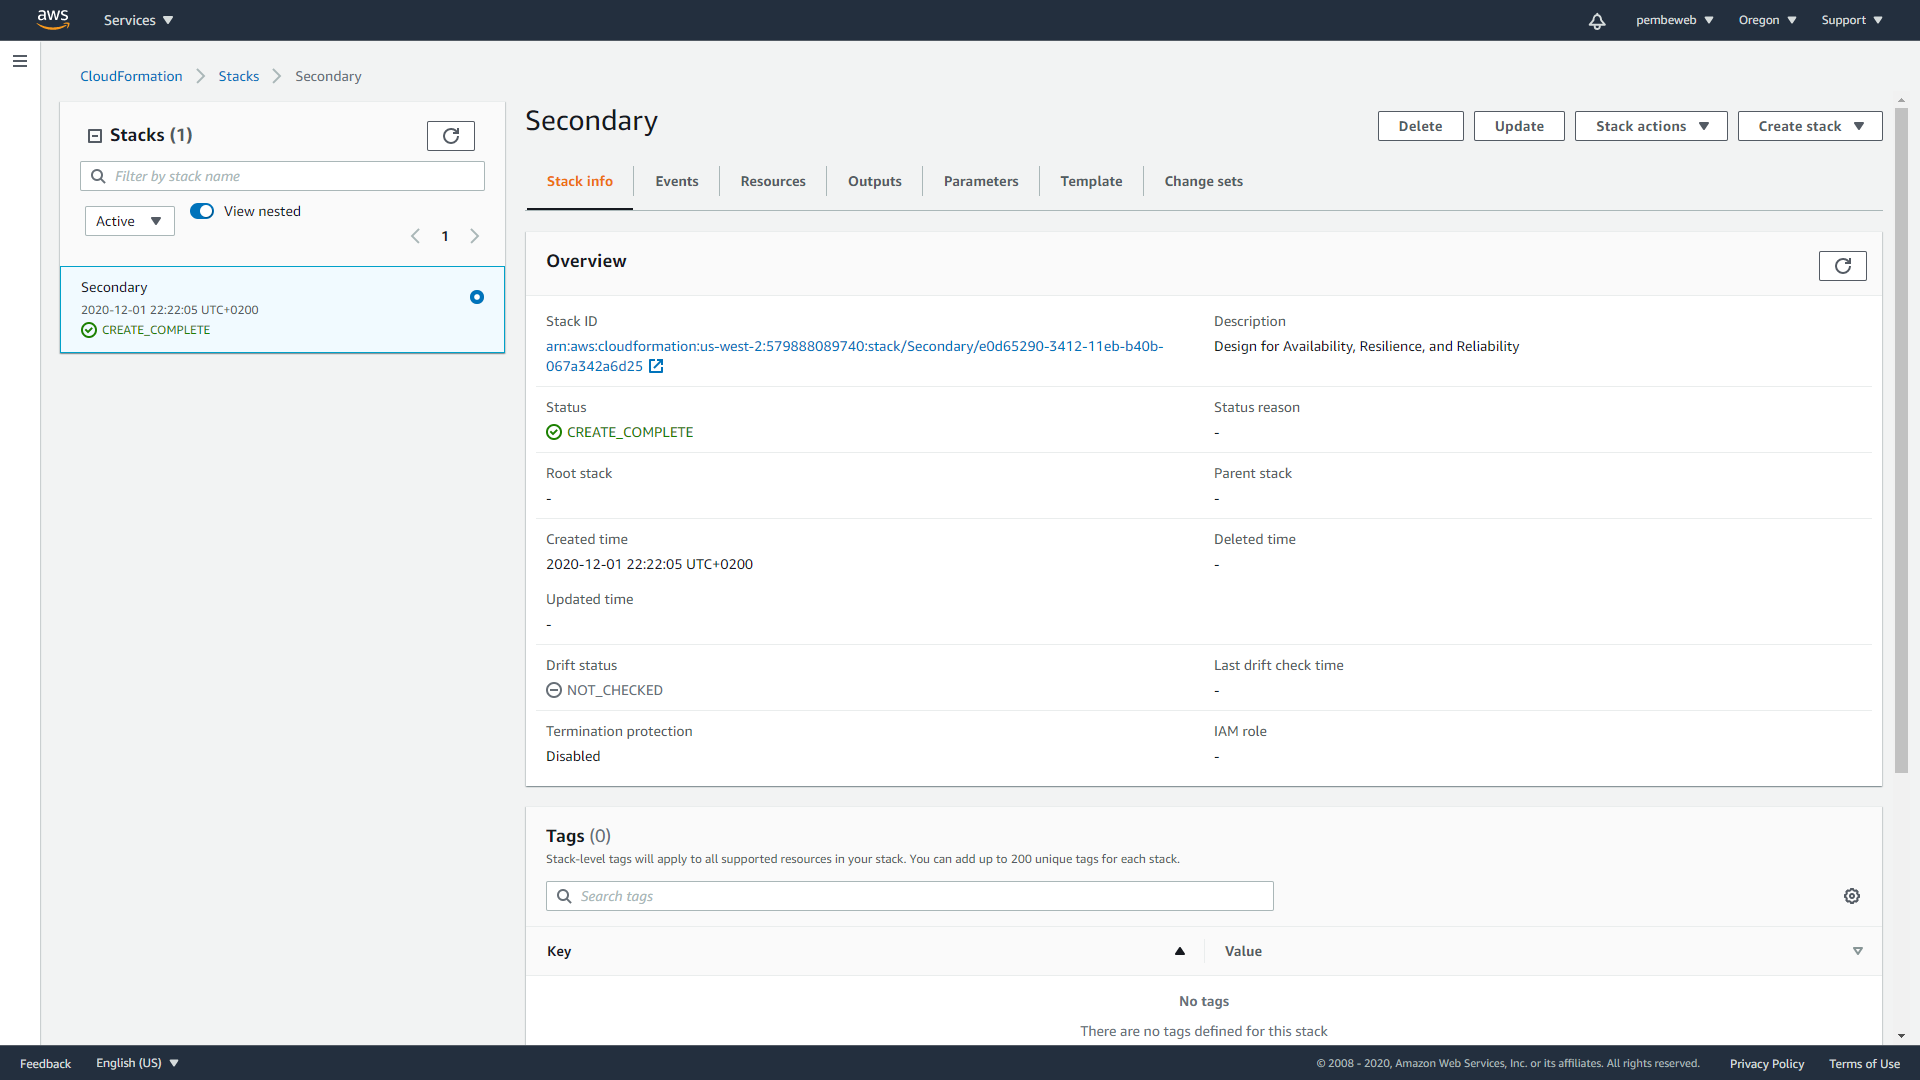 aws
Services
pembeweb
Oregon
Support
CloudFormation
Stacks
Secondary
Stacks (1)
Filter by stack name
Active
View nested
1
Secondary
2020-12-01 22:22:05 UTC+0200
CREATE_COMPLETE
Secondary
Delete
Update
Stack actions
Create stack
Stack info
Events
Resources
Outputs
Parameters
Template
Change sets
Overview
Stack ID
arn:aws:cloudformation:us-west-2:579888089740:stack/Secondary/e0d65290-3412-11eb-b40b-
067a342a6d25
Description
Design for Availability, Resilience, and Reliability
Status
CREATE_COMPLETE
Status reason
-
Root stack
-
Parent stack
-
Created time
2020-12-01 22:22:05 UTC+0200
Deleted time
-
Updated time
-
Drift status
NOT_CHECKED
Last drift check time
-
Termination protection
Disabled
IAM role
-
Tags (0)
Stack-level tags will apply to all supported resources in your stack. You can add up to 200 unique tags for each stack.
Search tags
Key
Value
No tags
There are no tags defined for this stack
Feedback
English (US)
© 2008 - 2020, Amazon Web Services, Inc. or its affiliates. All rights reserved.
Privacy Policy
Terms of Use